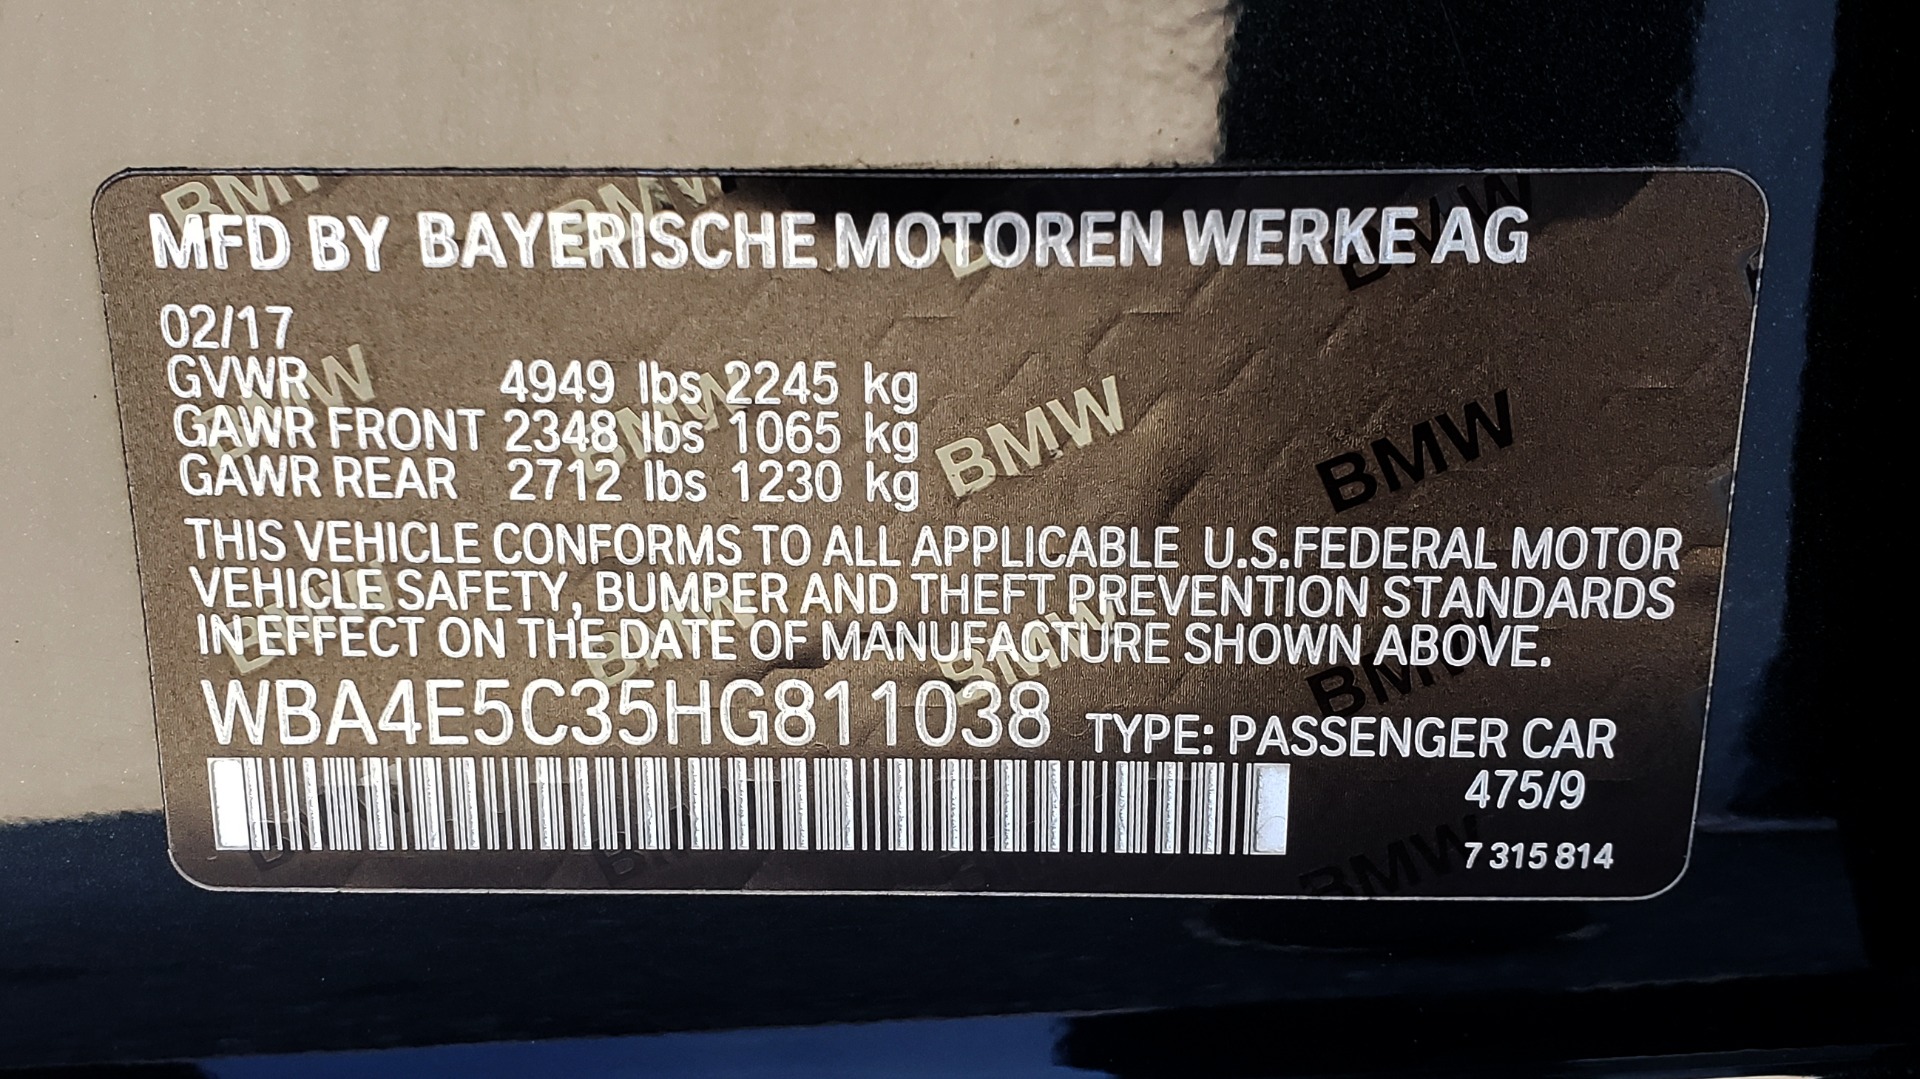 MFD BY BAYERISCHE MOTOREN WERKE AG
02/17
GVWR 4949 lbs 2245 kg
GAWR FRONT 2348 lbs 1065 kg
GAWR REAR 2712 lbs 1230 kg
BMW BMW
THIS VEHICLE CONFORMS TO ALL APPLICABLE U.S.FEDERAL MOTOR
VEHICLE SAFETY, BUMPER AND THEFT PREVENTION STANDARDS
IN EFFECT ON THE DATE OF MANUFACTURE SHOWN ABOVE.
WBA4E5C35HG811038 TYPE: PASSENGER CAR
475/9
7 315 814